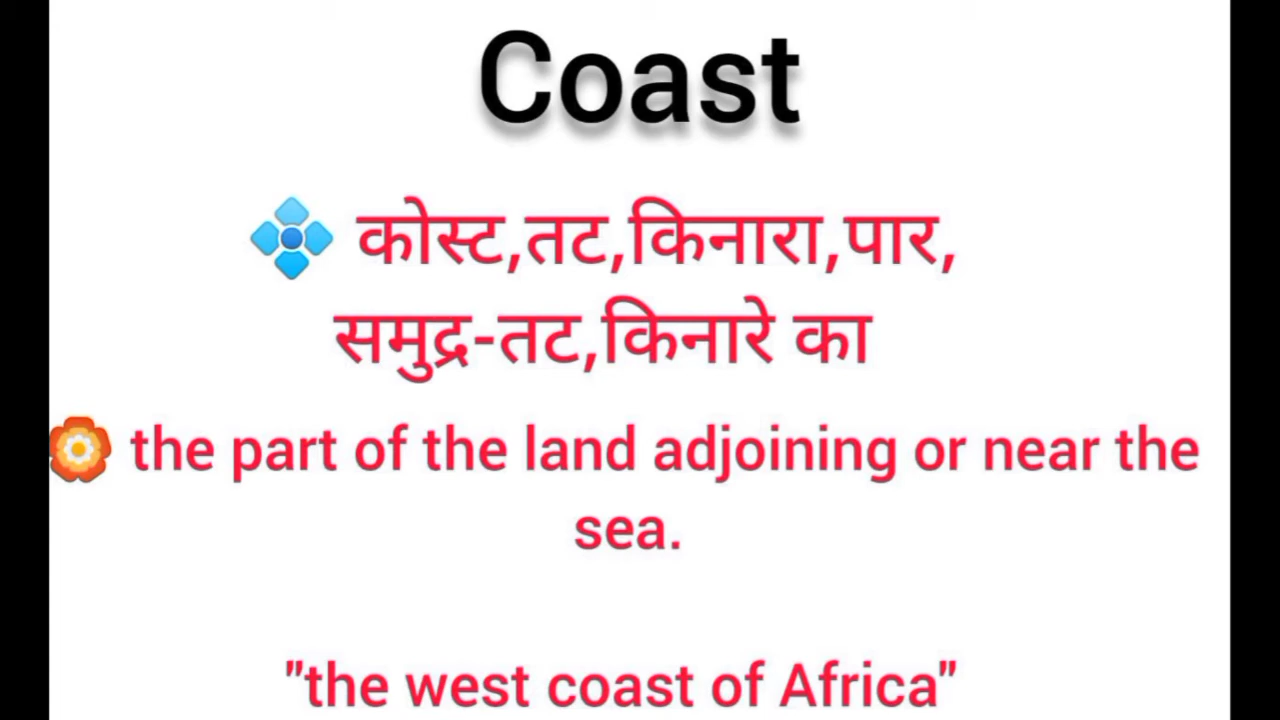 Coast
💠 कोस्ट,तट,किनारा,पार,
समुद्र-तट,किनारे का
🏵️ the part of the land adjoining or near the
sea.
"the west coast of Africa"